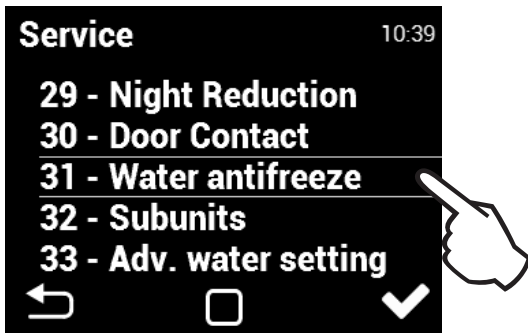 Service 10:39
29 - Night Reduction
30 - Door Contact
31 - Water antifreeze
32 - Subunits
33 - Adv. water setting